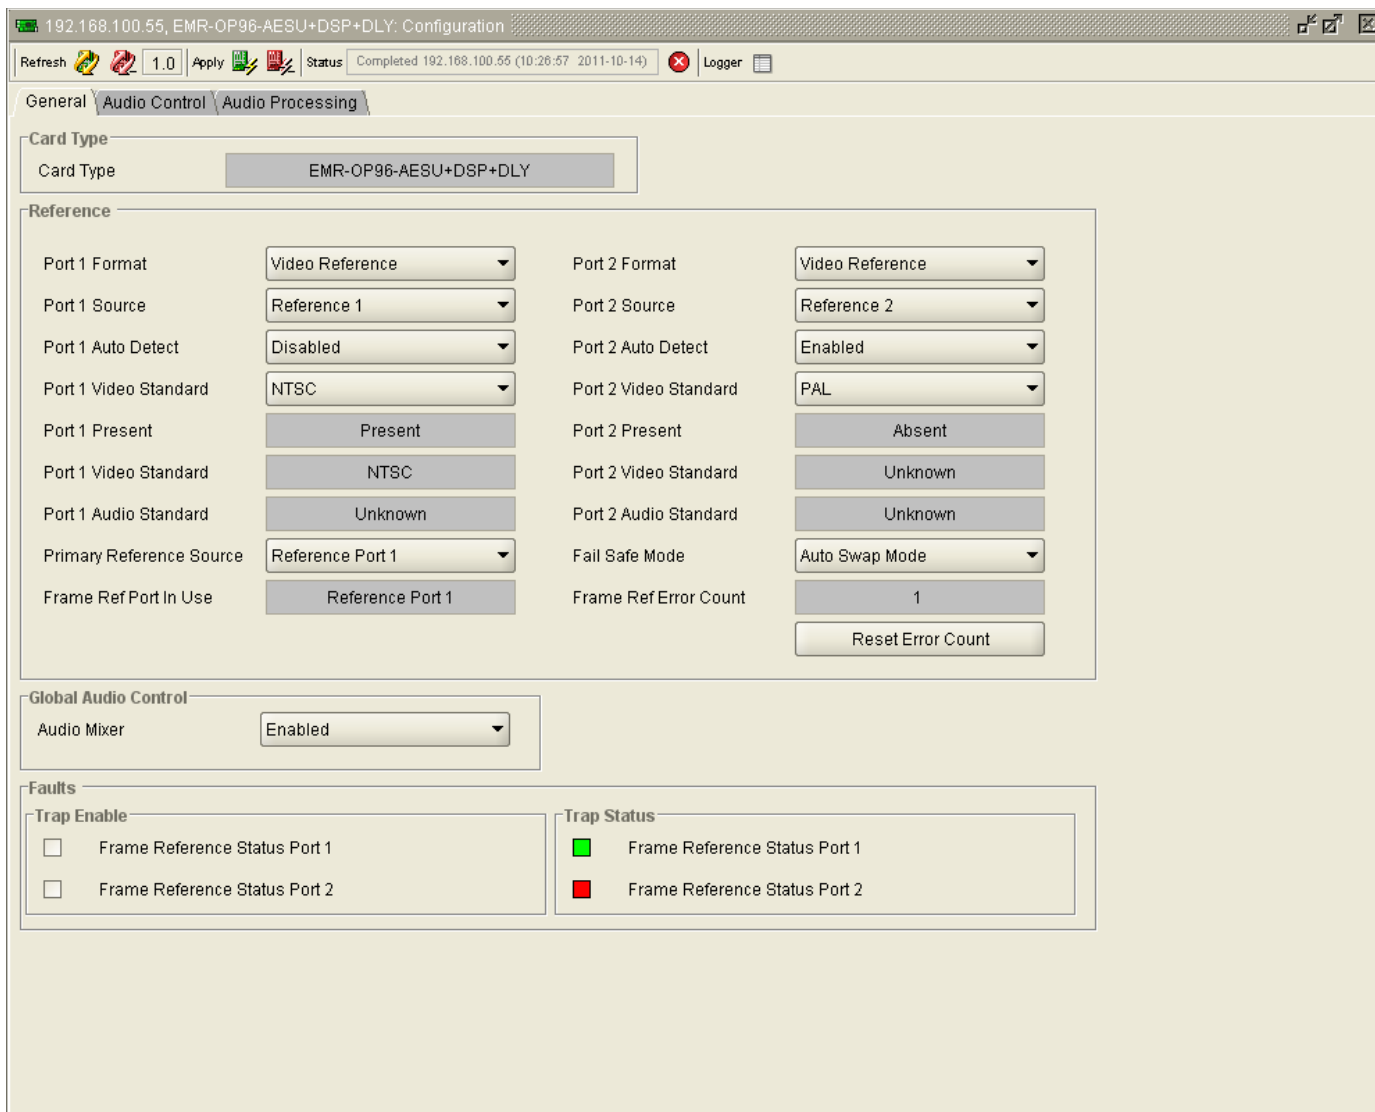 192.168.100.55, EMR-OP96-AESU+DSP+DLY: Configuration
Refresh 1.0 Apply Status Completed 192.168.100.55 (10:26:57 2011-10-14) Logger
General Audio Control Audio Processing
Card Type
Card Type EMR-OP96-AESU+DSP+DLY
Reference
Port 1 Format Video Reference Port 2 Format Video Reference
Port 1 Source Reference 1 Port 2 Source Reference 2
Port 1 Auto Detect Disabled Port 2 Auto Detect Enabled
Port 1 Video Standard NTSC Port 2 Video Standard PAL
Port 1 Present Present Port 2 Present Absent
Port 1 Video Standard NTSC Port 2 Video Standard Unknown
Port 1 Audio Standard Unknown Port 2 Audio Standard Unknown
Primary Reference Source Reference Port 1 Fail Safe Mode Auto Swap Mode
Frame Ref Port In Use Reference Port 1 Frame Ref Error Count 1
Reset Error Count
Global Audio Control
Audio Mixer Enabled
Faults
Trap Enable Trap Status
Frame Reference Status Port 1 Frame Reference Status Port 1
Frame Reference Status Port 2 Frame Reference Status Port 2